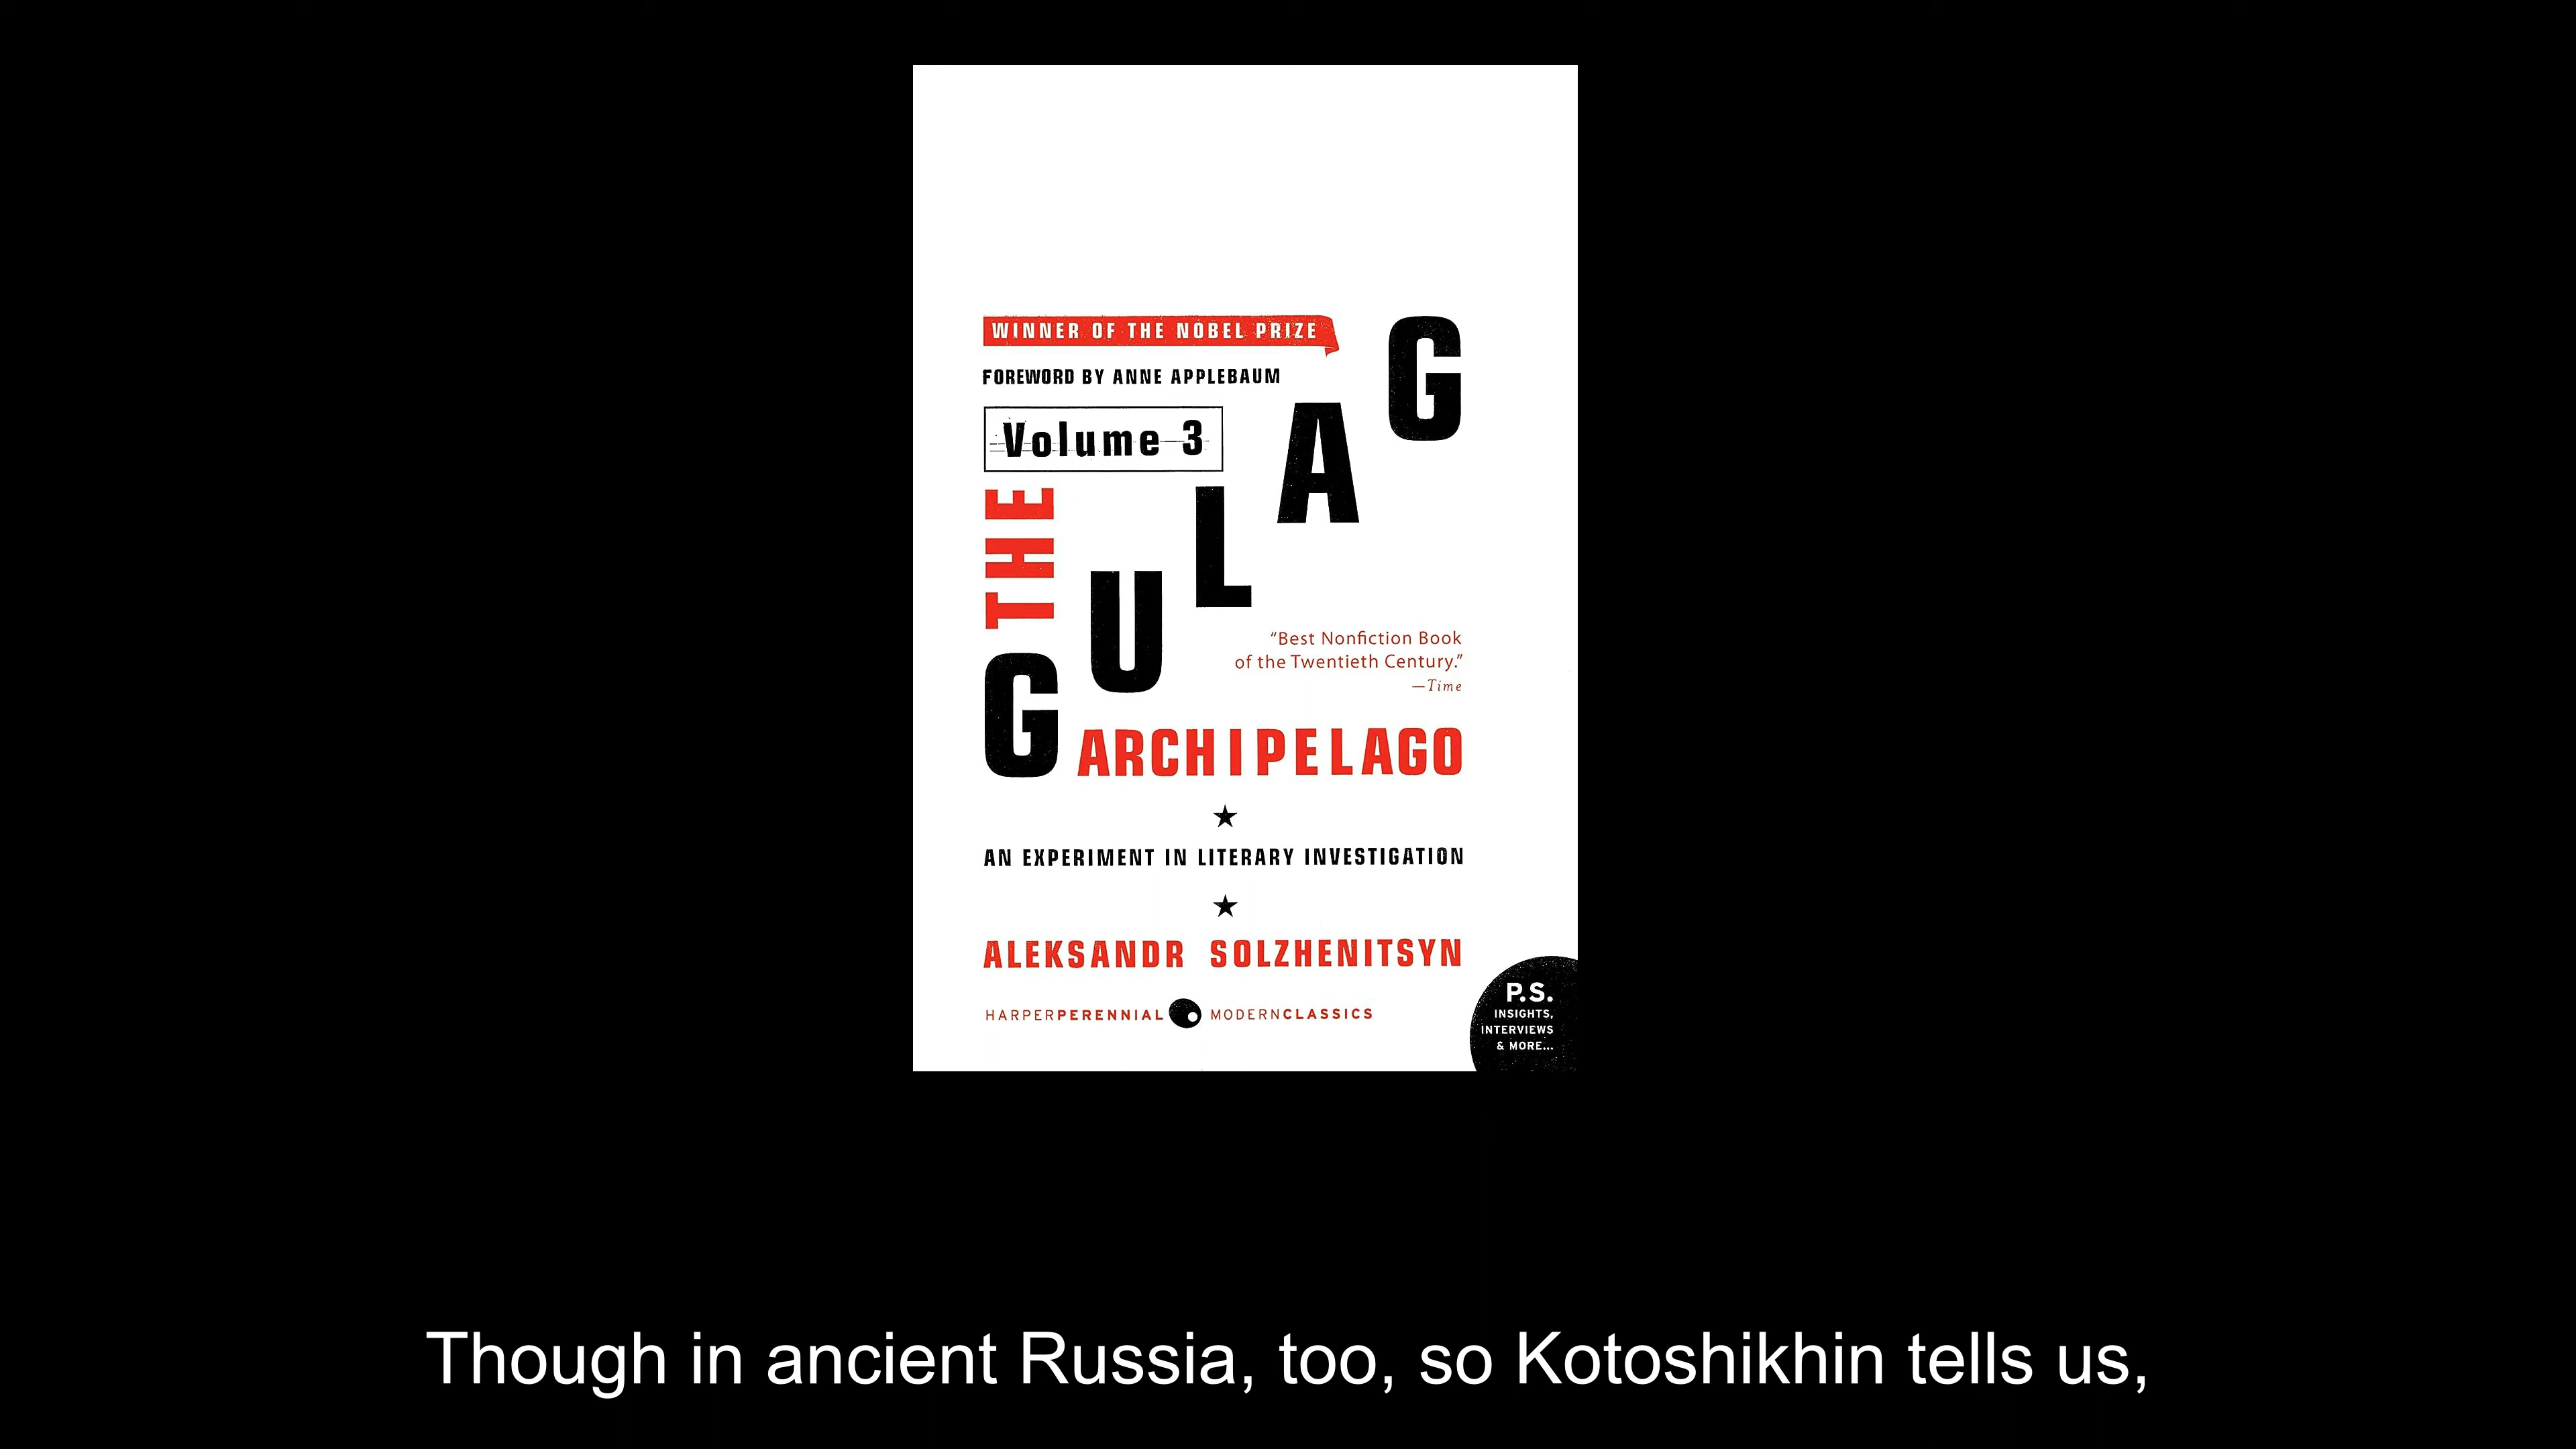 WINNER OF THE NOBEL PRIZE
FOREWORD BY ANNE APPLEBAUM
Volume 3
THE
GULAG
"Best Nonfiction Book
of the Twentieth Century."
—Time
ARCHIPELAGO
AN EXPERIMENT IN LITERARY INVESTIGATION
ALEKSANDR SOLZHENITSYN
HARPERPERENNIAL MODERNCLASSICS
P.S.
INSIGHTS,
INTERVIEWS
& MORE...
Though in ancient Russia, too, so Kotoshikhin tells us,